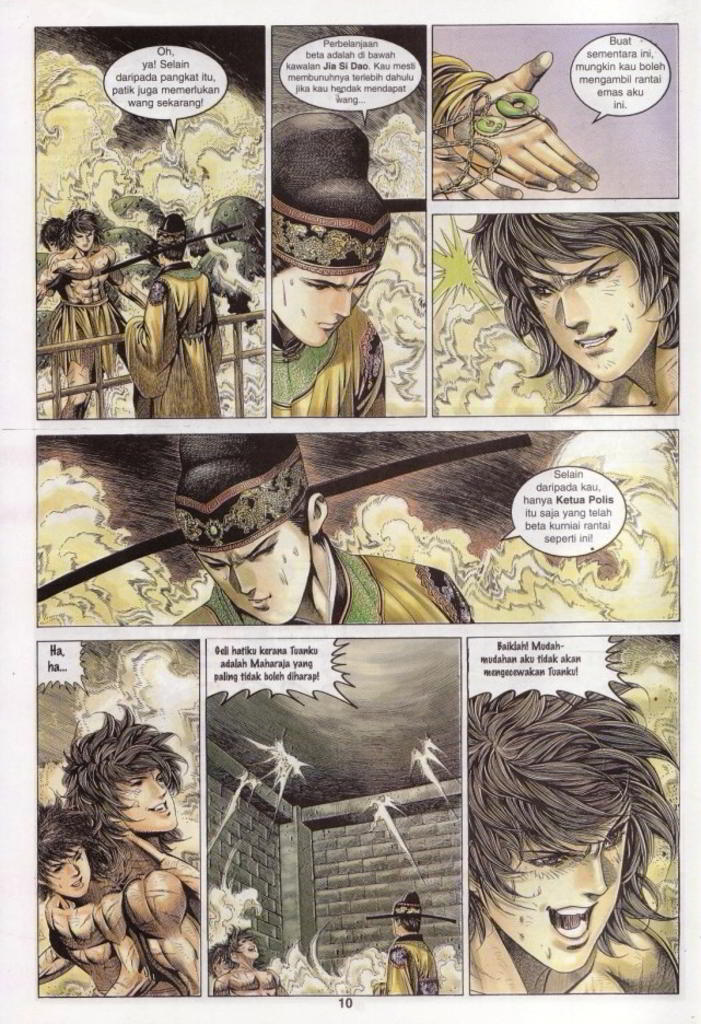 Oh,
ya! Selain
daripada pangkat itu,
patik juga memerlukan
wang sekarang!
Perbelanjaan
beta adalah di bawah
kawalan Jia Si Dao. Kau mesti
membunuhnya terlebih dahulu
jika kau hendak mendapat
wang...
Buat
sementara ini,
mungkin kau boleh
mengambil rantai
emas aku
ini.
Selain
daripada kau,
hanya Ketua Polis
itu saja yang telah
beta kurniai rantai
seperti ini!
Ha,
ha...
Geli hatiku kerana Tuanku
adalah Maharaja yang
paling tidak boleh diharap!
Baiklah! Mudah-
mudahan aku tidak akan
mengecewakan Tuanku!
10